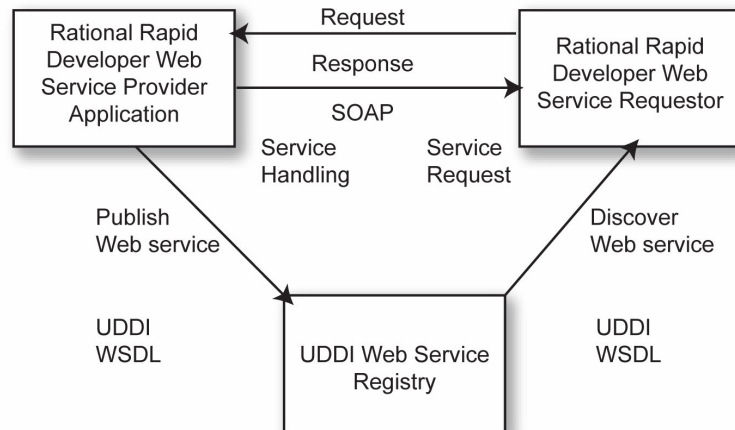 Request
Rational Rapid
Developer Web
Service Provider
Application
Response
Rational Rapid
Developer Web
Service Requestor
SOAP
Service
Handling
Service
Request
Publish
Web service
Discover
Web service
UDDI
WSDL
UDDI Web Service
Registry
UDDI
WSDL